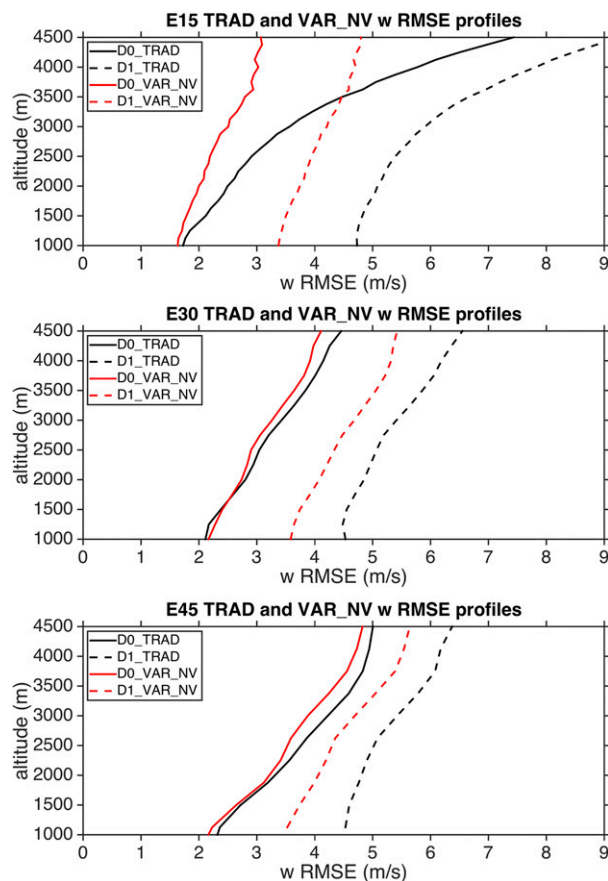 E15 TRAD and VAR_NV w RMSE profiles
4500
4000
3500
3000
2500
2000
1500
1000
altitude (m)
D0_TRAD
D1_TRAD
D0_VAR_NV
D1_VAR_NV
0 1 2 3 4 5 6 7 8 9
w RMSE (m/s)
E30 TRAD and VAR_NV w RMSE profiles
4500
4000
3500
3000
2500
2000
1500
1000
altitude (m)
D0_TRAD
D1_TRAD
D0_VAR_NV
D1_VAR_NV
0 1 2 3 4 5 6 7 8 9
w RMSE (m/s)
E45 TRAD and VAR_NV w RMSE profiles
4500
4000
3500
3000
2500
2000
1500
1000
altitude (m)
D0_TRAD
D1_TRAD
D0_VAR_NV
D1_VAR_NV
0 1 2 3 4 5 6 7 8 9
w RMSE (m/s)